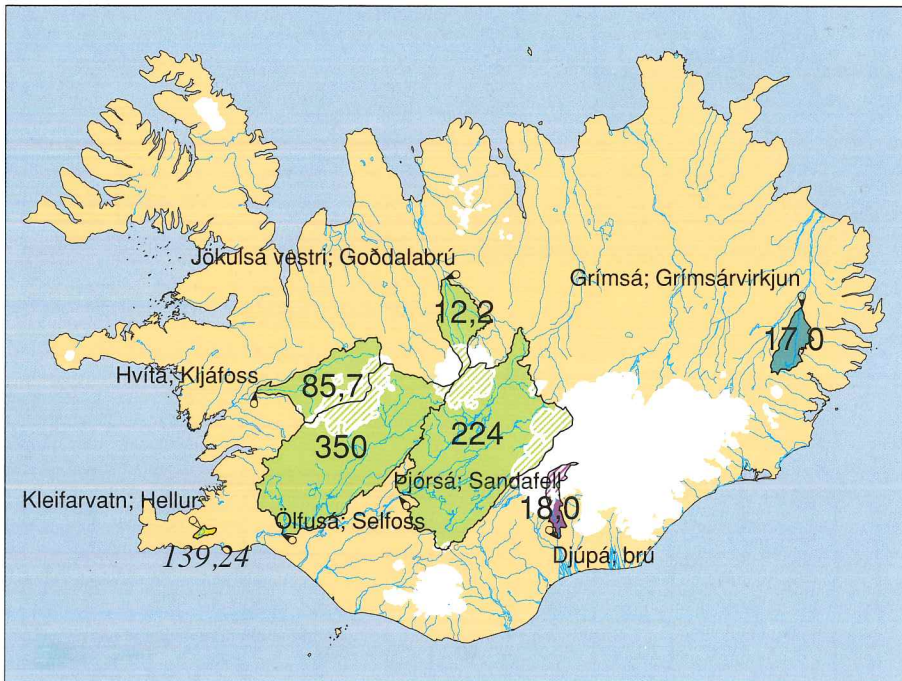 Jökulsá vestri; Goðdalabrú
Grímsá; Grímsárvirkjun
12,2
17,0
Hvítá; Kljáfoss
85,7
350
224
Þjórsá; Sandafell
Kleifarvatn; Hellur
18,0
Ölfusá; Selfoss
139,24
Djúpá; brú